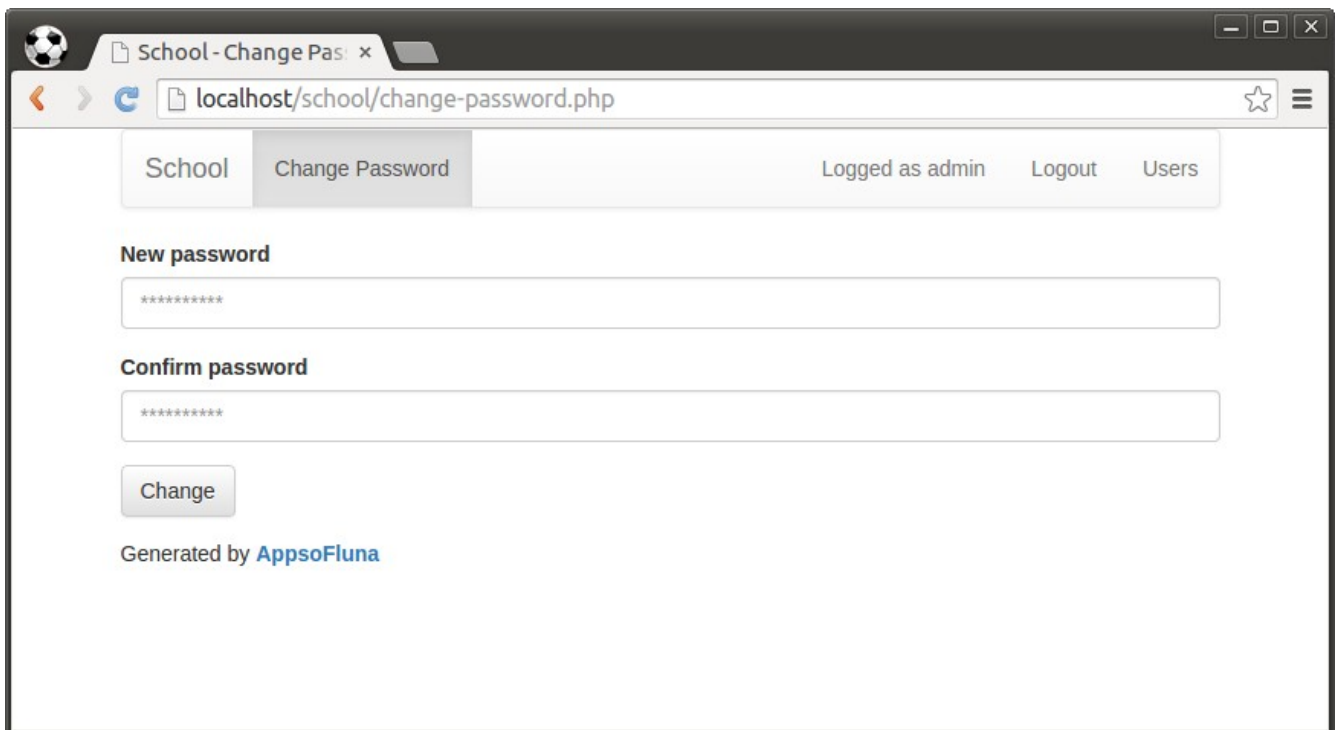 School - Change Pas
localhost/school/change-password.php
School Change Password Logged as admin Logout Users
New password
**********
Confirm password
**********
Change
Generated by AppsoFluna